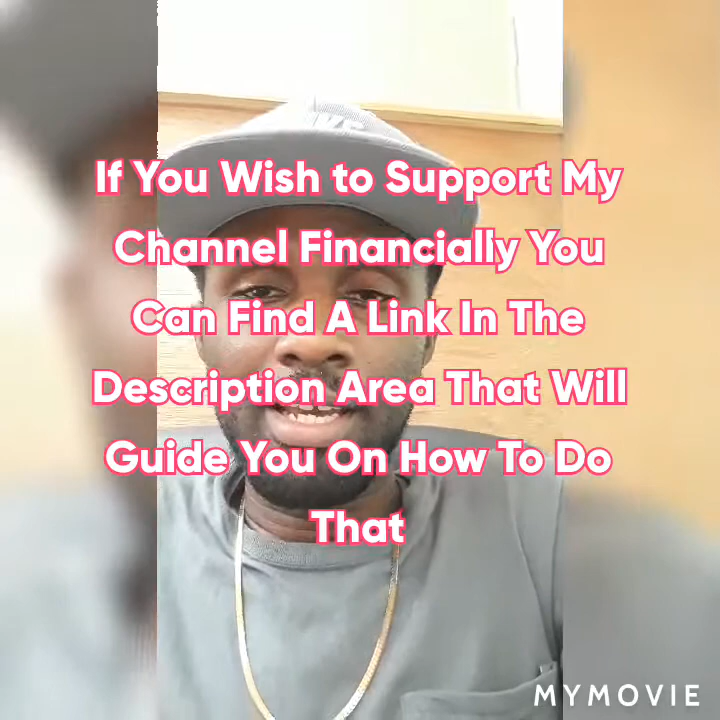 If You Wish to Support My
Channel Financially You
Can Find A Link In The
Description Area That Will
Guide You On How To Do
That
MYMOVIE